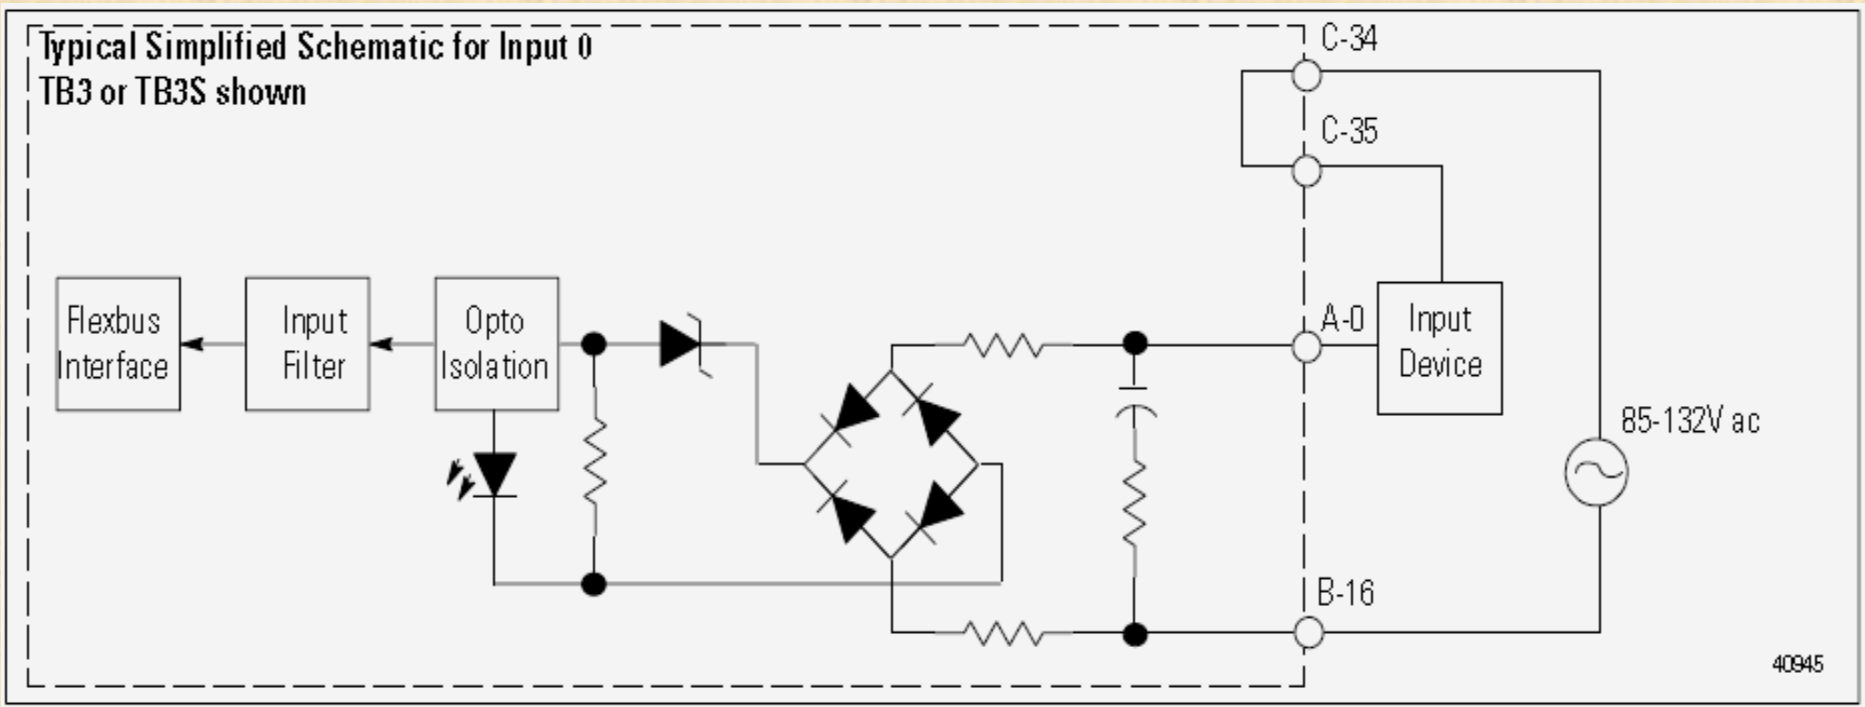 Typical Simplified Schematic for Input 0
TB3 or TB3S shown
C-34
C-35
Flexbus
Interface
Input
Filter
Opto
Isolation
A-0
Input
Device
85-132V ac
B-16
40945